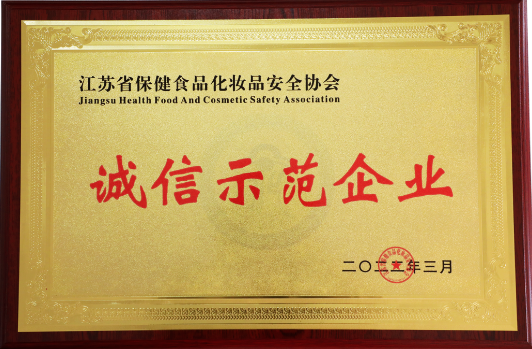 江苏省保健食品化妆品安全协会
Jiangsu Health Food And Cosmetic Safety Association
诚信示范企业
二〇二三年三月